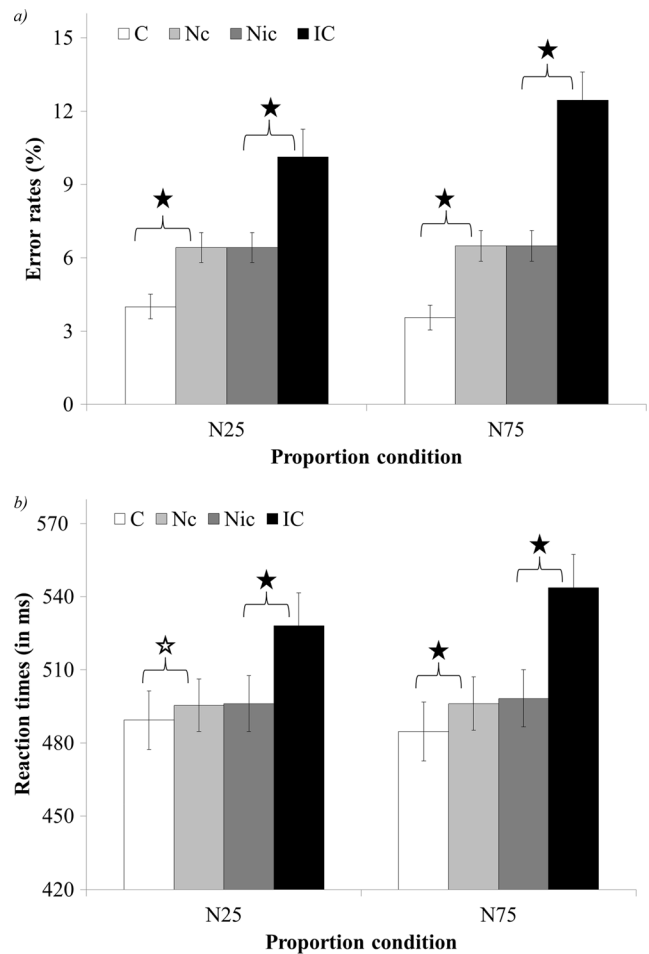 a)
15
C Nc Nic IC
12
9
6
3
0
Error rates (%)
N25 N75
Proportion condition
b)
570
C Nc Nic IC
540
510
480
450
420
Reaction times (in ms)
N25 N75
Proportion condition